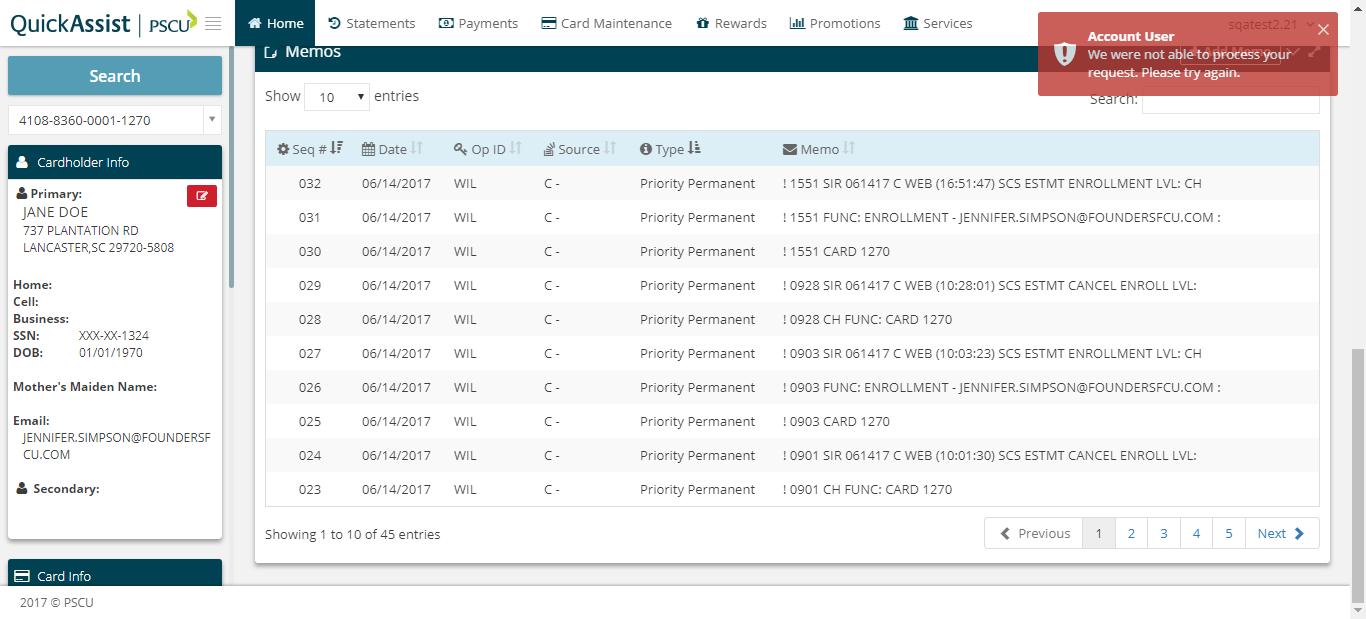 QuickAssist | PSCU
Home Statements Payments Card Maintenance Rewards Promotions Services sqatest2.21
Account User
We were not able to process your
request. Please try again.
Search
4108-8360-0001-1270
Cardholder Info
Primary:
JANE DOE
737 PLANTATION RD
LANCASTER,SC 29720-5808
Home:
Cell:
Business:
SSN: XXX-XX-1324
DOB: 01/01/1970
Mother's Maiden Name:
Email:
JENNIFER.SIMPSON@FOUNDERSF
CU.COM
Secondary:
Card Info
Memos
Show 10 entries
Search:
Seq # Date Op ID Source Type Memo
032 06/14/2017 WIL C - Priority Permanent ! 1551 SIR 061417 C WEB (16:51:47) SCS ESTMT ENROLLMENT LVL: CH
031 06/14/2017 WIL C - Priority Permanent ! 1551 FUNC: ENROLLMENT - JENNIFER.SIMPSON@FOUNDERSFCU.COM :
030 06/14/2017 WIL C - Priority Permanent ! 1551 CARD 1270
029 06/14/2017 WIL C - Priority Permanent ! 0928 SIR 061417 C WEB (10:28:01) SCS ESTMT CANCEL ENROLL LVL:
028 06/14/2017 WIL C - Priority Permanent ! 0928 CH FUNC: CARD 1270
027 06/14/2017 WIL C - Priority Permanent ! 0903 SIR 061417 C WEB (10:03:23) SCS ESTMT ENROLLMENT LVL: CH
026 06/14/2017 WIL C - Priority Permanent ! 0903 FUNC: ENROLLMENT - JENNIFER.SIMPSON@FOUNDERSFCU.COM :
025 06/14/2017 WIL C - Priority Permanent ! 0903 CARD 1270
024 06/14/2017 WIL C - Priority Permanent ! 0901 SIR 061417 C WEB (10:01:30) SCS ESTMT CANCEL ENROLL LVL:
023 06/14/2017 WIL C - Priority Permanent ! 0901 CH FUNC: CARD 1270
Showing 1 to 10 of 45 entries
Previous 1 2 3 4 5 Next
2017 © PSCU